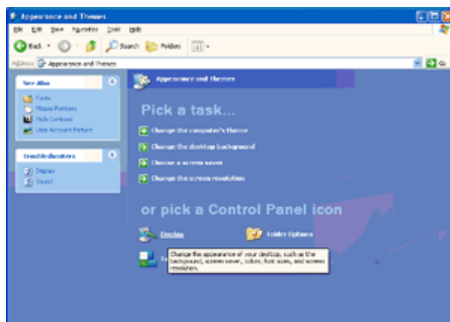 Appearance and Themes
File Edit View Favorites Tools Help
Back Search Folders
Address Appearance and Themes Go
See Also
Fonts
Mouse Pointers
High Contrast
User Account Picture
Troubleshooters
Display
Sound
Appearance and Themes
Pick a task...
Change the computer's theme
Change the desktop background
Choose a screen saver
Change the screen resolution
or pick a Control Panel icon
Display Folder Options
Change the appearance of your desktop, such as the
background, screen saver, colors, font sizes, and screen
resolution.